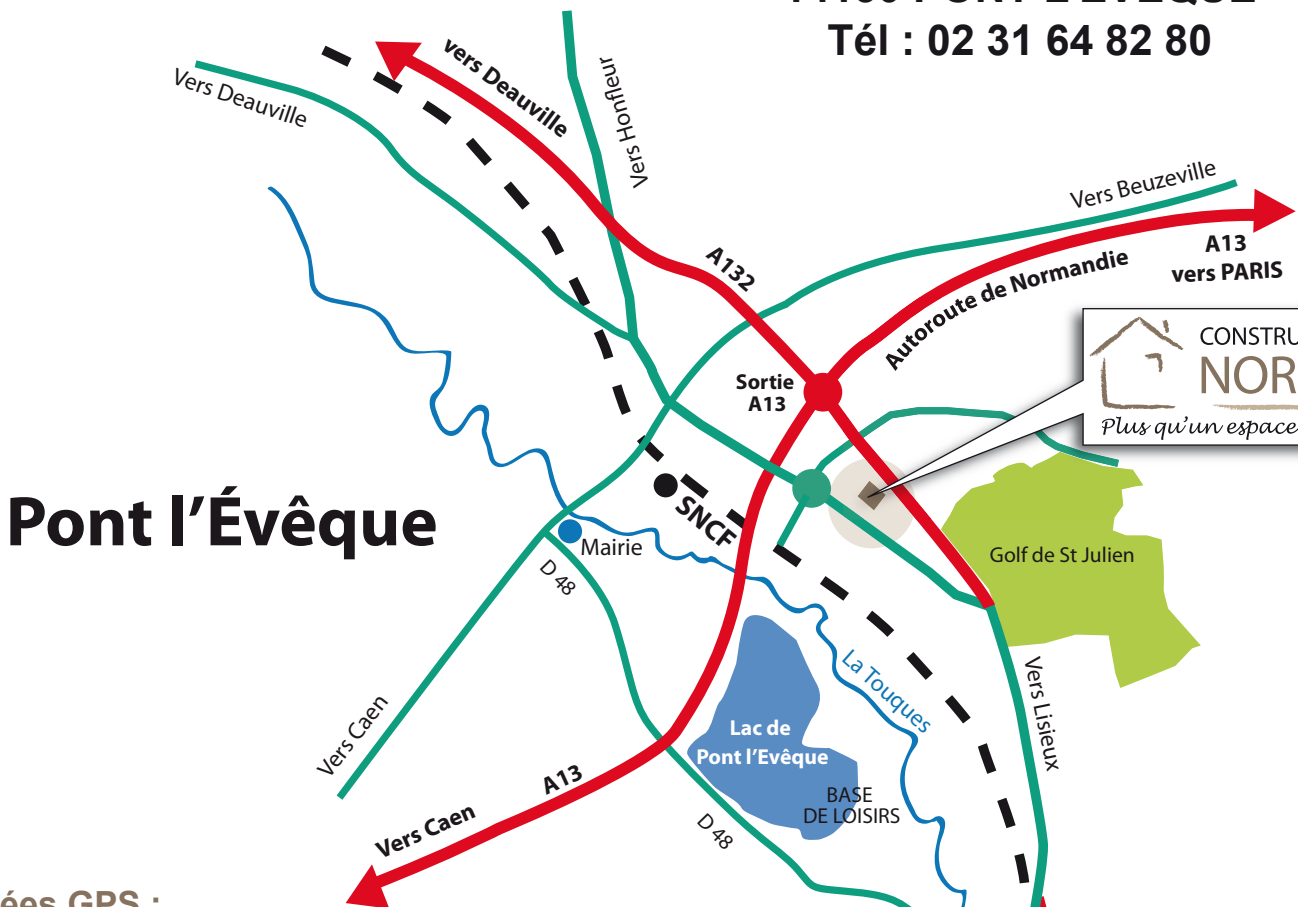 Tél : 02 31 64 82 80
vers Deauville
Vers Deauville
Vers Honfleur
Vers Beuzeville
A132
Autoroute de Normandie
A13
vers PARIS
Sortie
A13
CONSTRU
NOR
Plus qu'un espace
Pont l'Évêque
SNCF
Mairie
Golf de St Julien
D 48
La Touques
Vers Lisieux
Vers Caen
Lac de
Pont l'Evêque
BASE
DE LOISIRS
A13
Vers Caen
D 48
ées GPS :